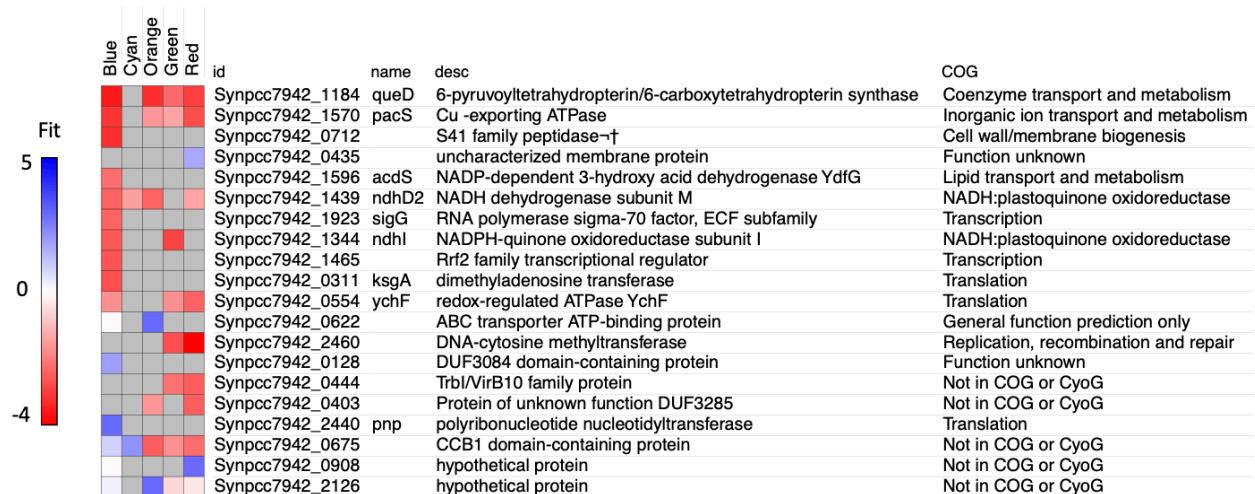 Blue Cyan Orange Green Red
id name desc COG
Synpcc7942_1184 queD 6-pyruvoyltetrahydropterin/6-carboxytetrahydropterin synthase Coenzyme transport and metabolism
Synpcc7942_1570 pacS Cu -exporting ATPase Inorganic ion transport and metabolism
Synpcc7942_0712 S41 family peptidase¬† Cell wall/membrane biogenesis
Fit
5
Synpcc7942_0435 uncharacterized membrane protein Function unknown
Synpcc7942_1596 acdS NADP-dependent 3-hydroxy acid dehydrogenase YdfG Lipid transport and metabolism
Synpcc7942_1439 ndhD2 NADH dehydrogenase subunit M NADH:plastoquinone oxidoreductase
Synpcc7942_1923 sigG RNA polymerase sigma-70 factor, ECF subfamily Transcription
Synpcc7942_1344 ndhI NADPH-quinone oxidoreductase subunit I NADH:plastoquinone oxidoreductase
Synpcc7942_1465 Rrf2 family transcriptional regulator Transcription
Synpcc7942_0311 ksgA dimethyladenosine transferase Translation
0
Synpcc7942_0554 ychF redox-regulated ATPase YchF Translation
Synpcc7942_0622 ABC transporter ATP-binding protein General function prediction only
Synpcc7942_2460 DNA-cytosine methyltransferase Replication, recombination and repair
Synpcc7942_0128 DUF3084 domain-containing protein Function unknown
Synpcc7942_0444 TrbI/VirB10 family protein Not in COG or CyoG
Synpcc7942_0403 Protein of unknown function DUF3285 Not in COG or CyoG
-4
Synpcc7942_2440 pnp polyribonucleotide nucleotidyltransferase Translation
Synpcc7942_0675 CCB1 domain-containing protein Not in COG or CyoG
Synpcc7942_0908 hypothetical protein Not in COG or CyoG
Synpcc7942_2126 hypothetical protein Not in COG or CyoG